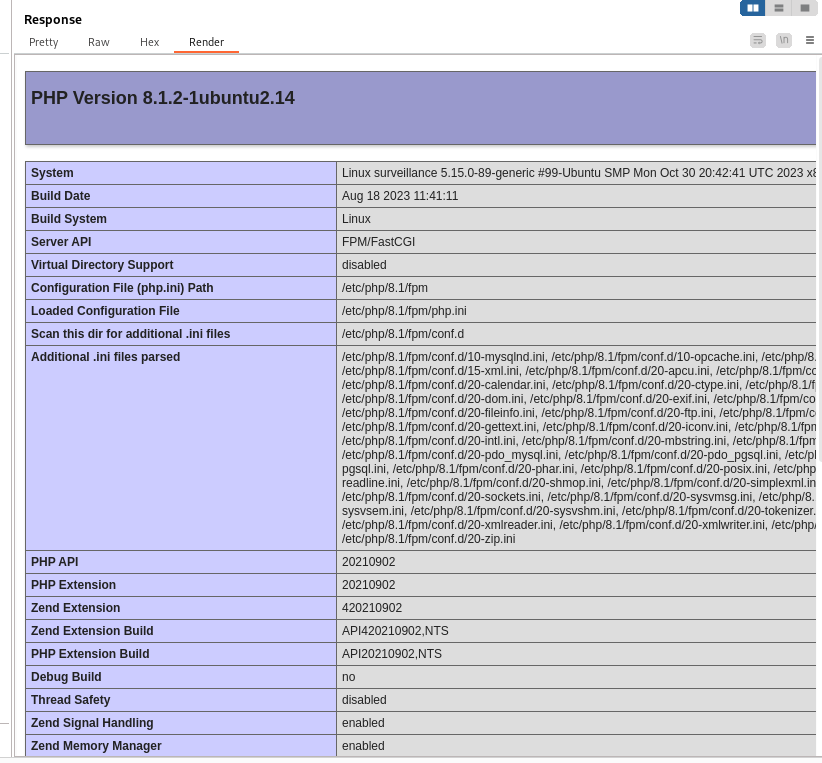 Response
Pretty Raw Hex Render
\n
PHP Version 8.1.2-1ubuntu2.14
System Linux surveillance 5.15.0-89-generic #99-Ubuntu SMP Mon Oct 30 20:42:41 UTC 2023
Build Date Aug 18 2023 11:41:11
Build System Linux
Server API FPM/FastCGI
Virtual Directory Support disabled
Configuration File (php.ini) Path /etc/php/8.1/fpm
Loaded Configuration File /etc/php/8.1/fpm/php.ini
Scan this dir for additional .ini files /etc/php/8.1/fpm/conf.d
Additional .ini files parsed /etc/php/8.1/fpm/conf.d/10-mysqlnd.ini, /etc/php/8.1/fpm/conf.d/10-opcache.ini, /etc/php/8.
/etc/php/8.1/fpm/conf.d/15-xml.ini, /etc/php/8.1/fpm/conf.d/20-apcu.ini, /etc/php/8.1/fpm/co
/etc/php/8.1/fpm/conf.d/20-calendar.ini, /etc/php/8.1/fpm/conf.d/20-ctype.ini, /etc/php/8.1/f
/etc/php/8.1/fpm/conf.d/20-dom.ini, /etc/php/8.1/fpm/conf.d/20-exif.ini, /etc/php/8.1/fpm/co
/etc/php/8.1/fpm/conf.d/20-fileinfo.ini, /etc/php/8.1/fpm/conf.d/20-ftp.ini, /etc/php/8.1/fpm/c
/etc/php/8.1/fpm/conf.d/20-gettext.ini, /etc/php/8.1/fpm/conf.d/20-iconv.ini, /etc/php/8.1/fpm
/etc/php/8.1/fpm/conf.d/20-intl.ini, /etc/php/8.1/fpm/conf.d/20-mbstring.ini, /etc/php/8.1/fpm
/etc/php/8.1/fpm/conf.d/20-pdo_mysql.ini, /etc/php/8.1/fpm/conf.d/20-pdo_pgsql.ini, /etc/p
pgsql.ini, /etc/php/8.1/fpm/conf.d/20-phar.ini, /etc/php/8.1/fpm/conf.d/20-posix.ini, /etc/php
readline.ini, /etc/php/8.1/fpm/conf.d/20-shmop.ini, /etc/php/8.1/fpm/conf.d/20-simplexml.in
/etc/php/8.1/fpm/conf.d/20-sockets.ini, /etc/php/8.1/fpm/conf.d/20-sysvmsg.ini, /etc/php/8.
sysvsem.ini, /etc/php/8.1/fpm/conf.d/20-sysvshm.ini, /etc/php/8.1/fpm/conf.d/20-tokenizer.
/etc/php/8.1/fpm/conf.d/20-xmlreader.ini, /etc/php/8.1/fpm/conf.d/20-xmlwriter.ini, /etc/php/
/etc/php/8.1/fpm/conf.d/20-zip.ini
PHP API 20210902
PHP Extension 20210902
Zend Extension 420210902
Zend Extension Build API420210902,NTS
PHP Extension Build API20210902,NTS
Debug Build no
Thread Safety disabled
Zend Signal Handling enabled
Zend Memory Manager enabled